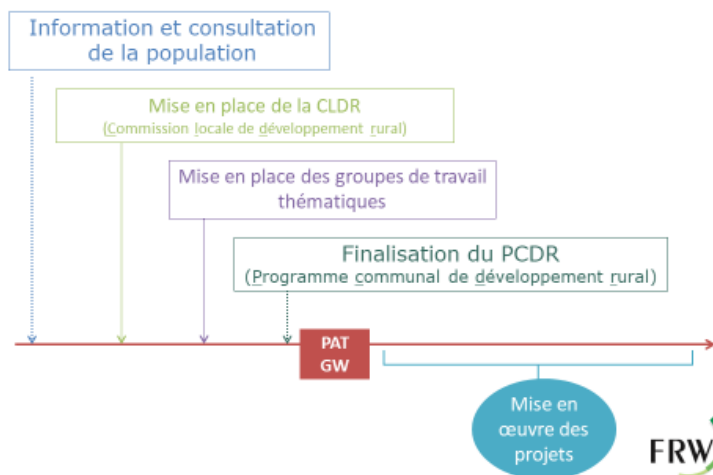 Information et consultation
de la population
Mise en place de la CLDR
(Commission locale de développement rural)
Mise en place des groupes de travail
thématiques
Finalisation du PCDR
(Programme communal de développement rural)
PAT
GW
Mise en
œuvre des
projets
FRW